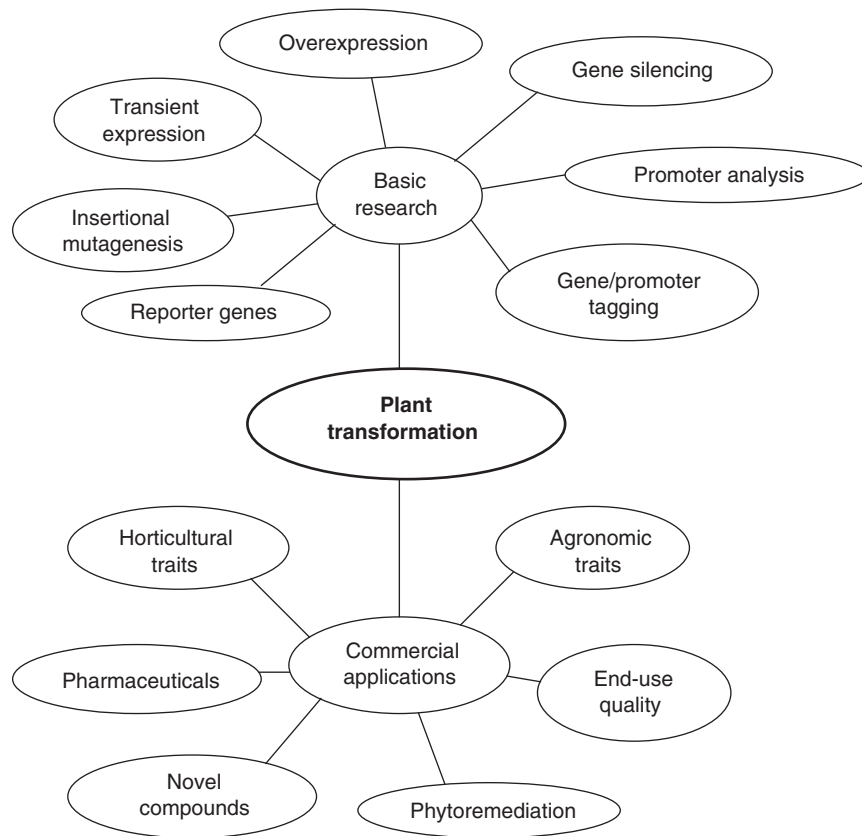 Overexpression
Gene silencing
Transient
expression
Basic
research
Promoter analysis
Insertional
mutagenesis
Gene/promoter
tagging
Reporter genes
Plant
transformation
Horticultural
traits
Agronomic
traits
Commercial
applications
Pharmaceuticals
End-use
quality
Novel
compounds
Phytoremediation